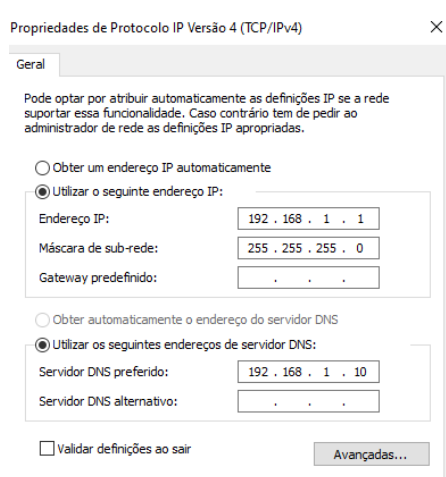 Propriedades de Protocolo IP Versão 4 (TCP/IPv4)
Geral
Pode optar por atribuir automaticamente as definições IP se a rede
suportar essa funcionalidade. Caso contrário tem de pedir ao
administrador de rede as definições IP apropriadas.
Obter um endereço IP automaticamente
Utilizar o seguinte endereço IP:
Endereço IP: 192 . 168 . 1 . 1
Máscara de sub-rede: 255 . 255 . 255 . 0
Gateway predefinido: . . .
Obter automaticamente o endereço do servidor DNS
Utilizar os seguintes endereços de servidor DNS:
Servidor DNS preferido: 192 . 168 . 1 . 10
Servidor DNS alternativo: . . .
Validar definições ao sair
Avançadas...